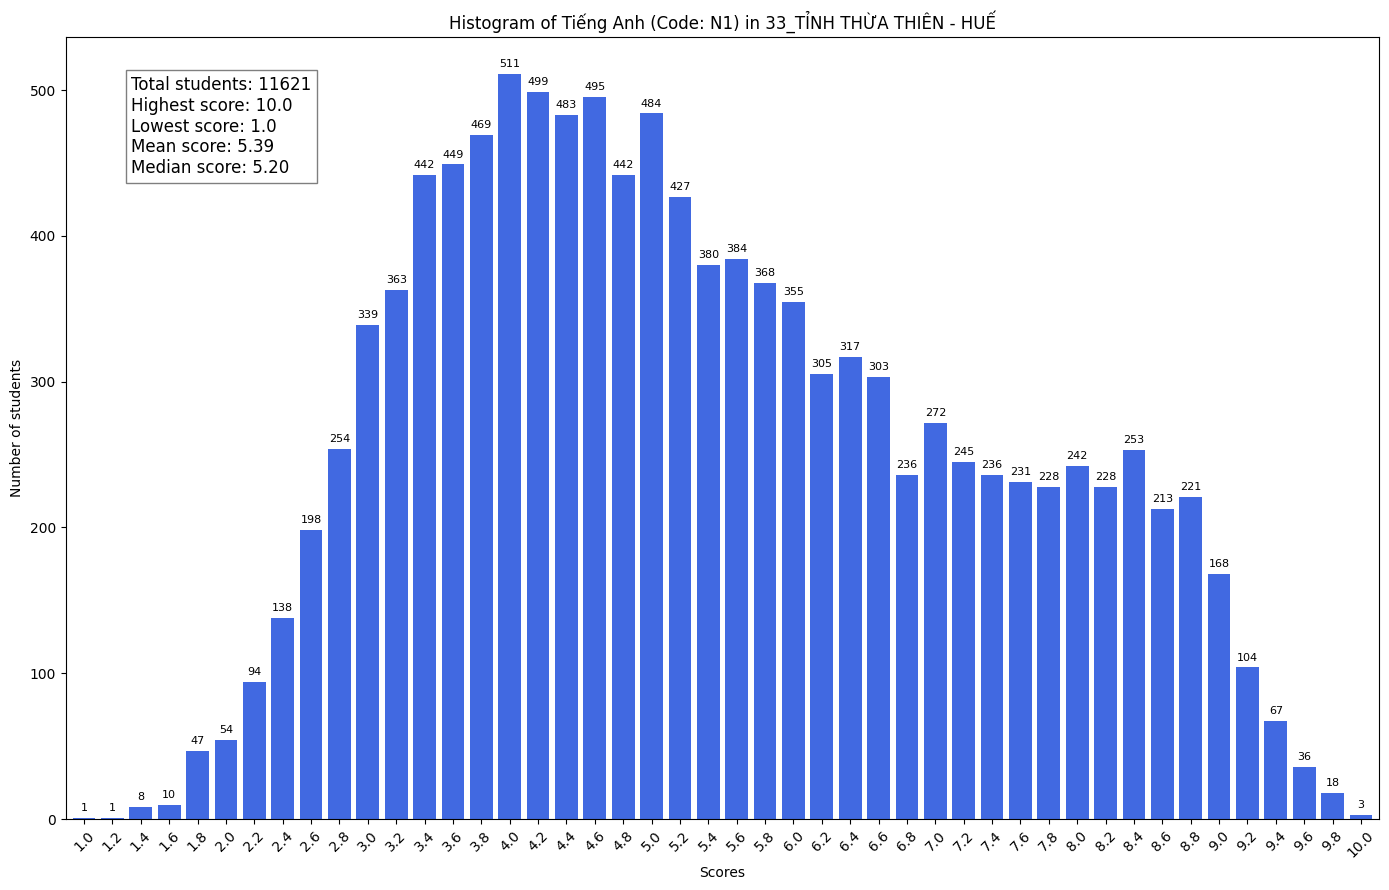 Histogram of Tiếng Anh (Code: N1) in 33_TỈNH THỪA THIÊN - HUẾ
Total students: 11621
Highest score: 10.0
Lowest score: 1.0
Mean score: 5.39
Median score: 5.20
Number of students
500
400
300
200
100
0
1 1 8 10 47 54 94 138 198 254 339 363 442 449 469 511 499 483 495 442 484 427 380 384 368 355 305 317 303 236 272 245 236 231 228 242 228 253 213 221 168 104 67 36 18 3
1.0 1.2 1.4 1.6 1.8 2.0 2.2 2.4 2.6 2.8 3.0 3.2 3.4 3.6 3.8 4.0 4.2 4.4 4.6 4.8 5.0 5.2 5.4 5.6 5.8 6.0 6.2 6.4 6.6 6.8 7.0 7.2 7.4 7.6 7.8 8.0 8.2 8.4 8.6 8.8 9.0 9.2 9.4 9.6 9.8 10.0
Scores